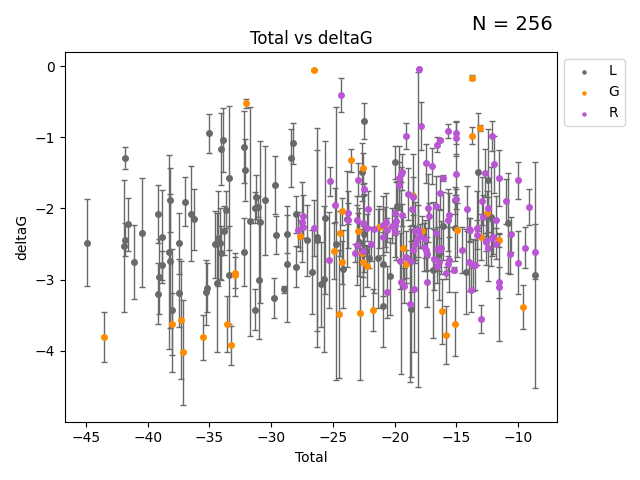 N = 256
Total vs deltaG
L
G
R
0
−1
−2
−3
−4
deltaG
−45 −40 −35 −30 −25 −20 −15 −10
Total